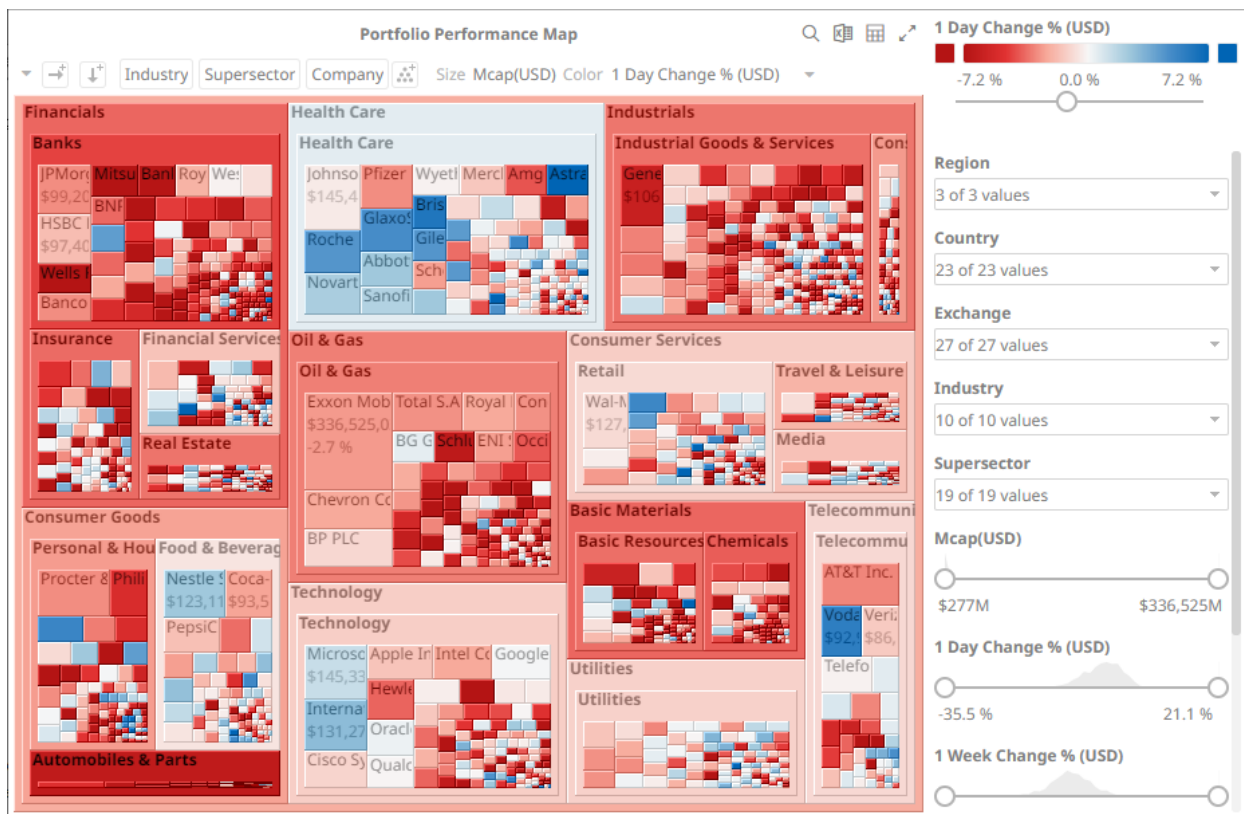 Portfolio Performance Map
Industry Supersector Company Size Mcap(USD) Color 1 Day Change % (USD)
Financials
Banks
JPMorg
$99,20
HSBC
$97,40
Wells
Banco
Mitsu
BNP
Roy
Wes
Insurance
Financial Services
Real Estate
Consumer Goods
Personal & Hou
Procter &
Phili
Food & Beverag
Nestle
$123,11
Coca-
$93,5
PepsiC
Automobiles & Parts
Health Care
Health Care
Johnso
$145,4
Roche
Novart
Pfizer
Glaxo
Abbot
Sanofi
Wyeth
Merc
Amg
Astra
Bris
Gile
Sch
Oil & Gas
Oil & Gas
Exxon Mob
$336,525,0
-2.7 %
Chevron Co
BP PLC
Total S.A
Royal
Con
BG G
Schlu
ENI
Occi
Technology
Technology
Microso
$145,33
Interna
$131,27
Cisco Sy
Apple In
Intel Co
Google
Hewle
Oracl
Qualc
Industrials
Industrial Goods & Services
Gene
$106
Cons
Consumer Services
Retail
Wal-M
$127,
Travel & Leisure
Media
Basic Materials
Basic Resources
Chemicals
Utilities
Utilities
Telecommuni
Telecommu
AT&T Inc.
Voda
$92,
Veriz
$86,
Telefo
1 Day Change % (USD)
-7.2 % 0.0 % 7.2 %
Region
3 of 3 values
Country
23 of 23 values
Exchange
27 of 27 values
Industry
10 of 10 values
Supersector
19 of 19 values
Mcap(USD)
$277M $336,525M
1 Day Change % (USD)
-35.5 % 21.1 %
1 Week Change % (USD)